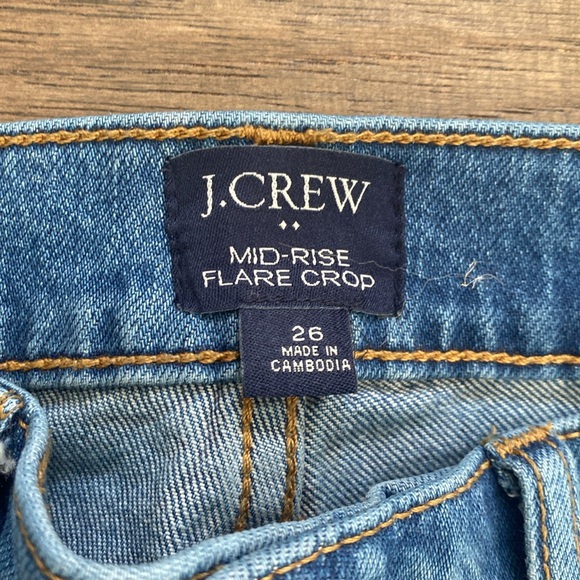 J.CREW
MID-RISE
FLARE CROP
26
MADE IN
CAMBODIA